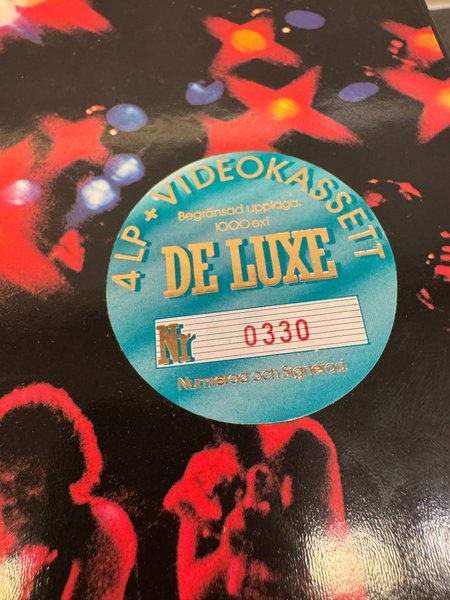 4 LP + VIDEOKASSETT
Begränsad upplaga.
1000 ex!
DE LUXE
Nr 0330
Numrerad och Signerad.